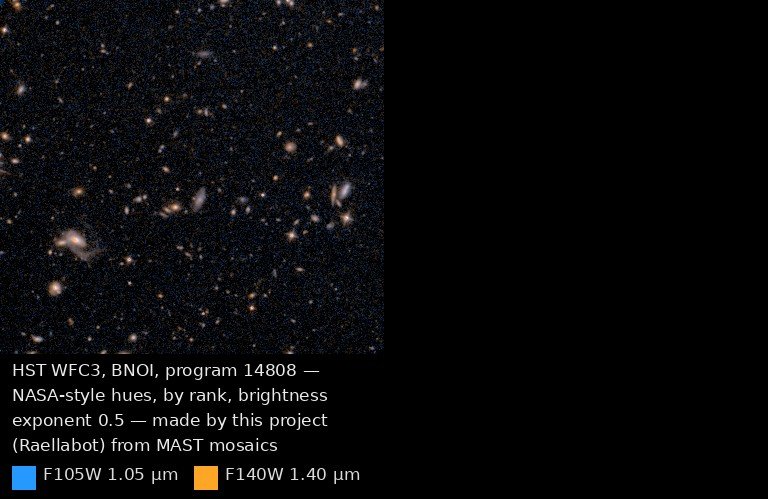 HST WFC3, BNOI, program 14808 —
NASA-style hues, by rank, brightness
exponent 0.5 — made by this project
(Raellabot) from MAST mosaics
F105W 1.05 µm F140W 1.40 µm